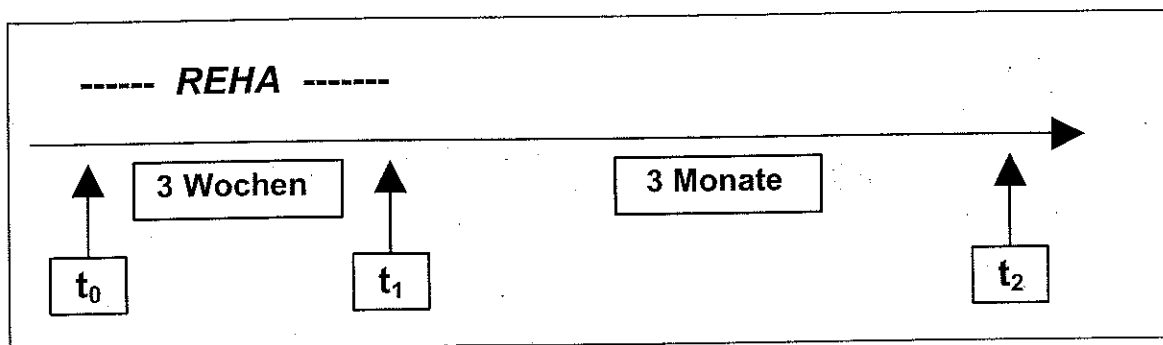 ------ REHA -------
3 Wochen
3 Monate
t₀
t₁
t₂